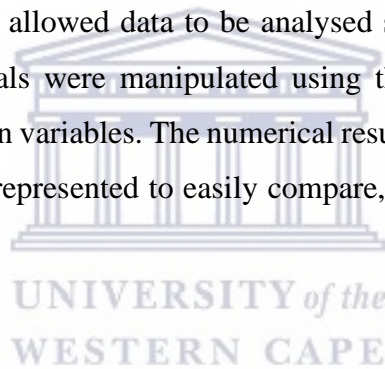 allowed data to be analysed s
als were manipulated using th
n variables. The numerical resu
represented to easily compare,
UNIVERSITY of the
WESTERN CAPE